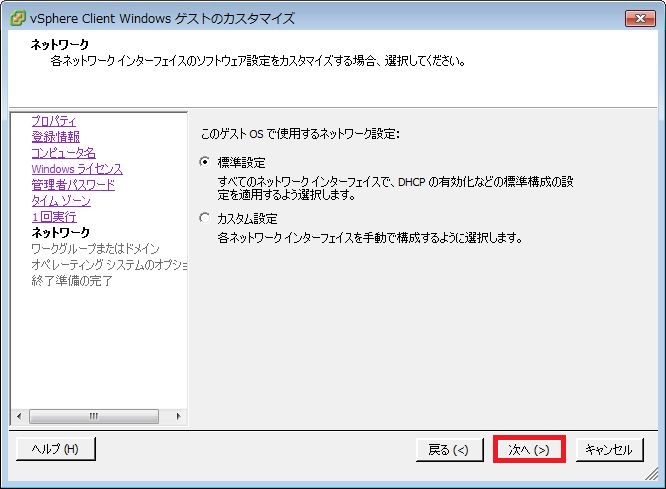 vSphere Client Windows ゲストのカスタマイズ
ネットワーク
各ネットワーク インターフェイスのソフトウェア設定をカスタマイズする場合、選択してください。
プロパティ
登録情報
コンピュータ名
Windows ライセンス
管理者パスワード
タイム ゾーン
1 回実行
ネットワーク
ワークグループまたはドメイン
オペレーティング システムのオプショ
終了準備の完了
このゲスト OS で使用するネットワーク設定:
標準設定
すべてのネットワーク インターフェイスで、DHCP の有効化などの標準構成の設
定を適用するよう選択します。
カスタム設定
各ネットワーク インターフェイスを手動で構成するように選択します。
ヘルプ (H)
戻る (<)
次へ (>)
キャンセル